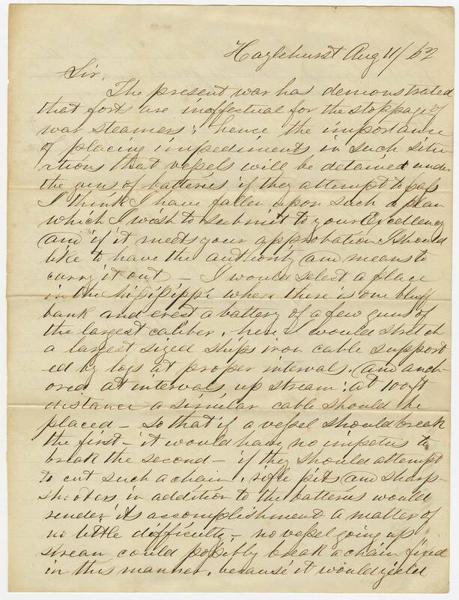 Hazlehurst Aug 11/62
Sir,
The present war has demonstrated
that forts are ineffectual for the stoppage of
war steamers; hence the importance
of placing impediments in such situ-
ations that vessels will be detained under
the guns of batteries if they attempt to pass
I think I have fallen upon such a plan
which I wish to submit to your Excellency
and if it meets your approbation I should
like to have the authority and means to
carry it out — I would select a place
in the Mississippi where there is one bluff
bank and erect a battery of a few guns of
the largest caliber, here I would stretch
a largest sized ships iron cable support
ed by logs at proper intervals, and anch-
ored at intervals up stream: at 100 ft
distance a similar cable should be
placed — So that if a vessel should break
the first — it would have no impetus to
break the second — if they should attempt
to cut such a chain, rifle pits and sharp
shooters in addition to the batteries would
render its accomplishment a matter of
no little difficulty — no vessel going up
stream could possibly break a chain fixed
in this manner, because it would yield